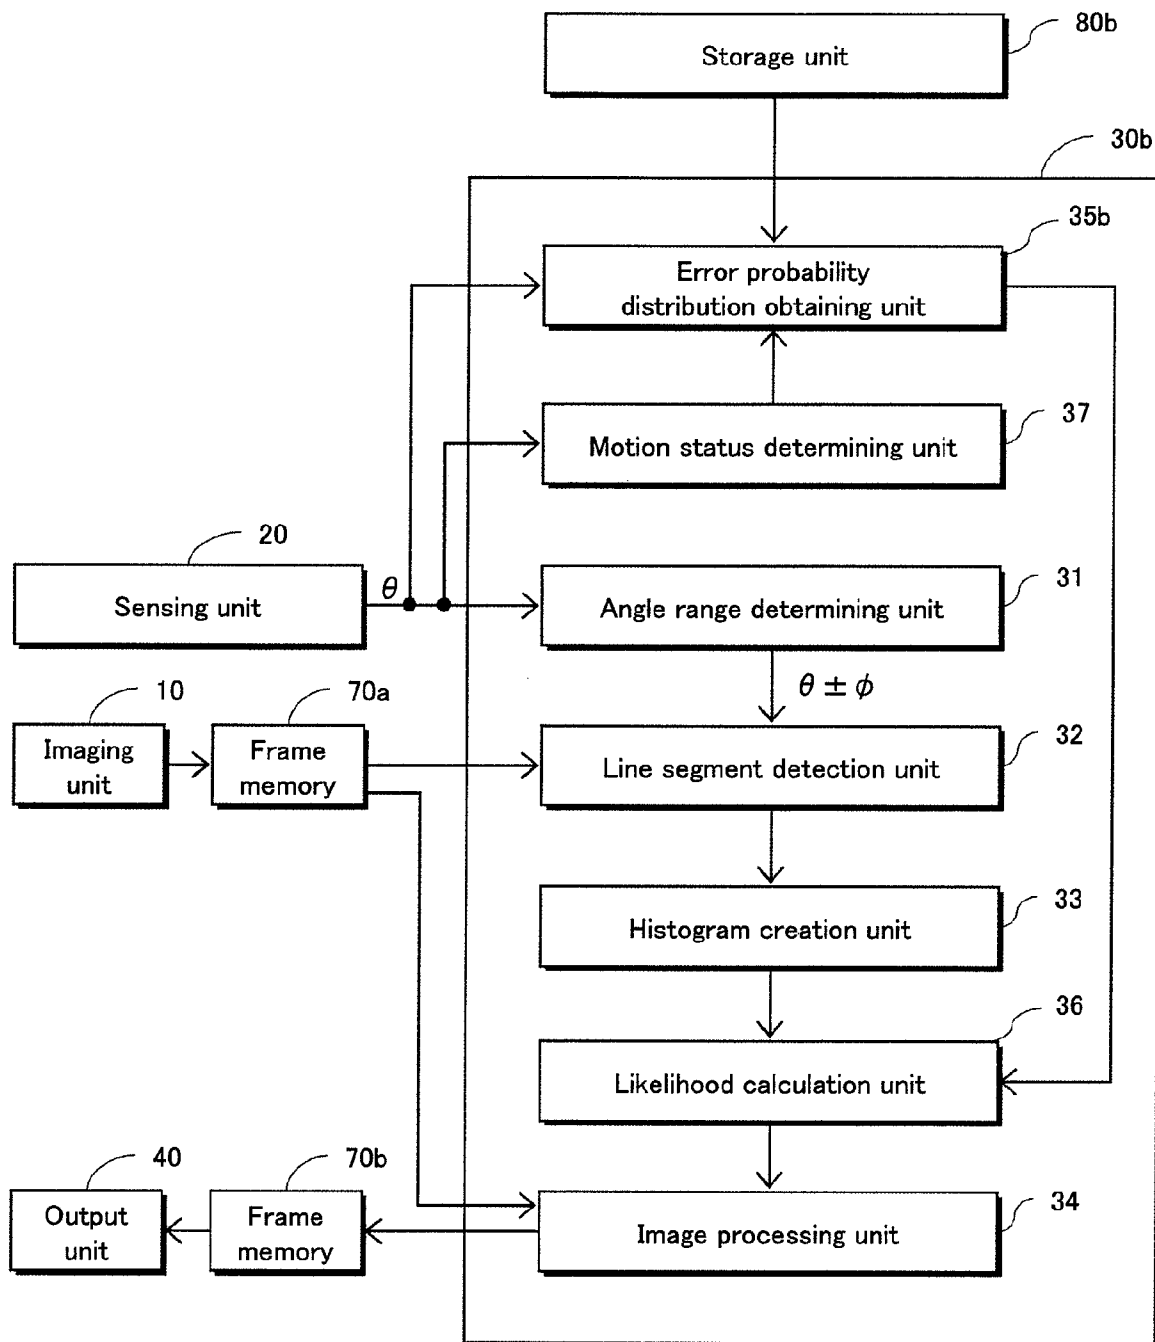 80b
Storage unit
30b
35b
Error probability
distribution obtaining unit
37
Motion status determining unit
20
Sensing unit
θ
31
Angle range determining unit
θ ± ϕ
10
Imaging
unit
70a
Frame
memory
32
Line segment detection unit
33
Histogram creation unit
36
Likelihood calculation unit
40
Output
unit
70b
Frame
memory
34
Image processing unit